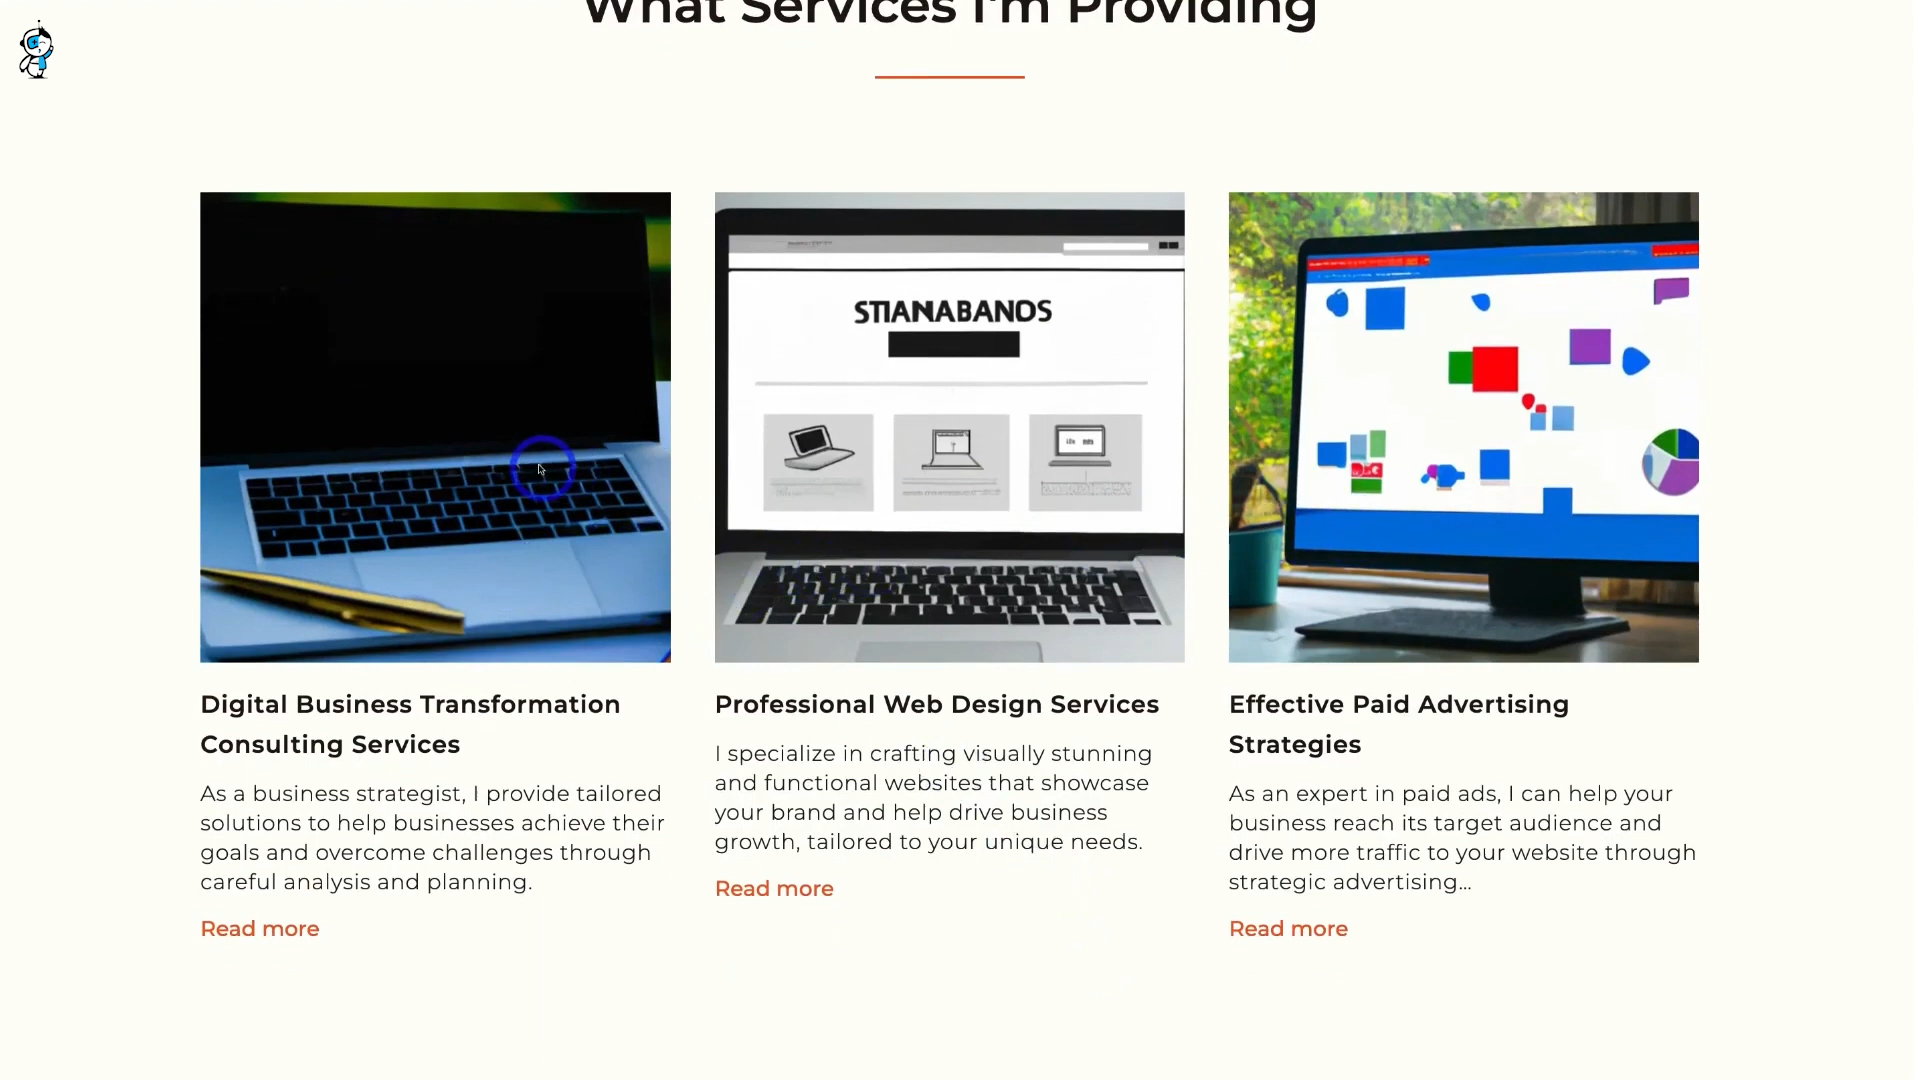 What Services I'm Providing
STIANABANDS
Digital Business Transformation
Consulting Services
As a business strategist, I provide tailored
solutions to help businesses achieve their
goals and overcome challenges through
careful analysis and planning.
Read more
Professional Web Design Services
I specialize in crafting visually stunning
and functional websites that showcase
your brand and help drive business
growth, tailored to your unique needs.
Read more
Effective Paid Advertising
Strategies
As an expert in paid ads, I can help your
business reach its target audience and
drive more traffic to your website through
strategic advertising...
Read more